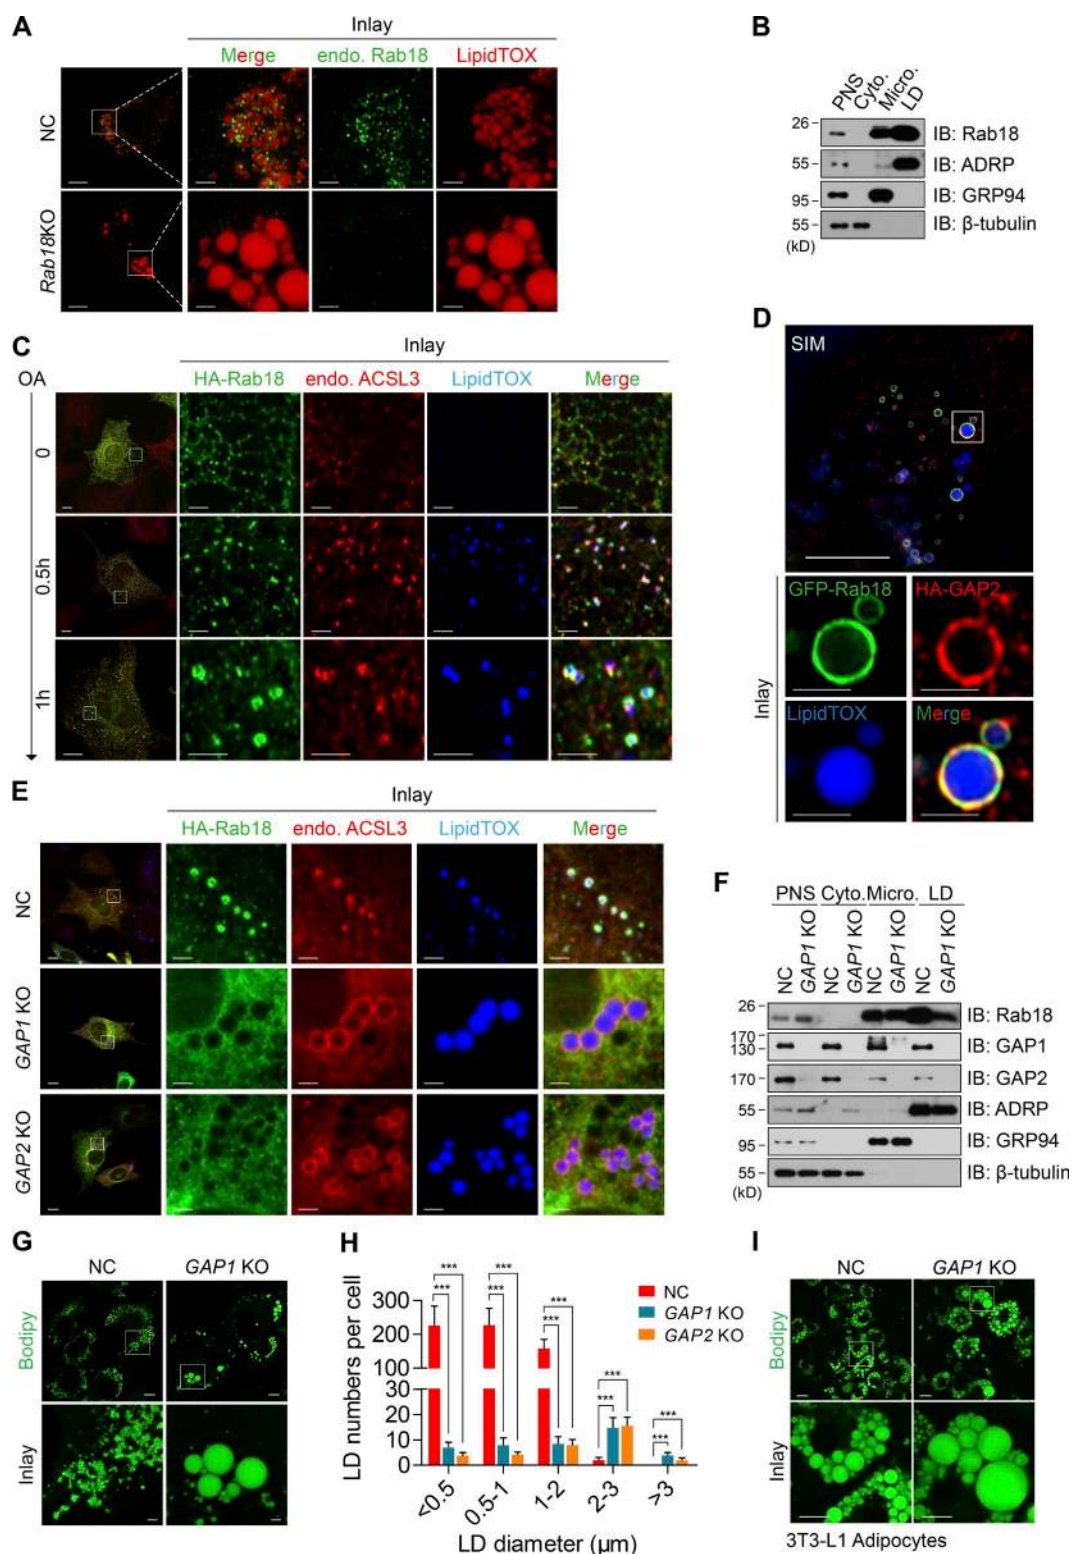 A
Inlay
Merge endo. Rab18 LipidTOX
NC
Rab18KO
B
PNS Cyto. Micro. LD
26 IB: Rab18
55 IB: ADRP
95 IB: GRP94
55 IB: β-tubulin
(kD)
C
Inlay
OA HA-Rab18 endo. ACSL3 LipidTOX Merge
0
0.5h
1h
D
SIM
GFP-Rab18 HA-GAP2
Inlay
LipidTOX Merge
E
Inlay
HA-Rab18 endo. ACSL3 LipidTOX Merge
NC
GAP1 KO
GAP2 KO
F
PNS Cyto. Micro. LD
NC GAP1 KO NC GAP1 KO NC GAP1 KO NC GAP1 KO
26 IB: Rab18
170
130 IB: GAP1
170 IB: GAP2
55 IB: ADRP
95 IB: GRP94
55 IB: β-tubulin
(kD)
G
NC GAP1 KO
Bodipy
Inlay
H
LD numbers per cell
300
200
100
30
20
10
0
*** *** *** *** *** *** *** *** *** ***
NC
GAP1 KO
GAP2 KO
<0.5 0.5-1 1-2 2-3 >3
LD diameter (μm)
I
NC GAP1 KO
Bodipy
Inlay
3T3-L1 Adipocytes